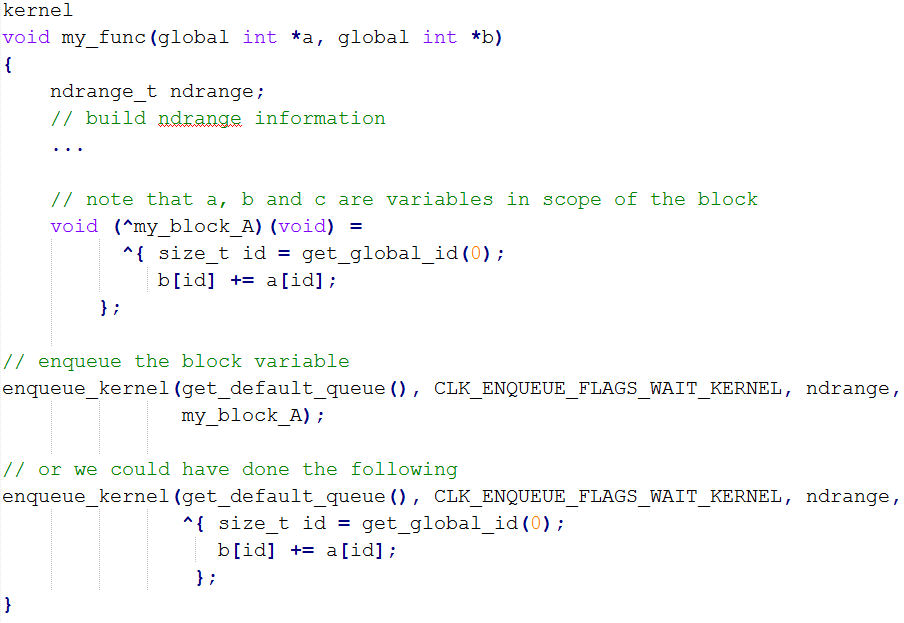 kernel
void my_func(global int *a, global int *b)
{
ndrange_t ndrange;
// build ndrange information
...
// note that a, b and c are variables in scope of the block
void (^my_block_A)(void) =
^{ size_t id = get_global_id(0);
b[id] += a[id];
};
// enqueue the block variable
enqueue_kernel(get_default_queue(), CLK_ENQUEUE_FLAGS_WAIT_KERNEL, ndrange,
my_block_A);
// or we could have done the following
enqueue_kernel(get_default_queue(), CLK_ENQUEUE_FLAGS_WAIT_KERNEL, ndrange,
^{ size_t id = get_global_id(0);
b[id] += a[id];
};
}